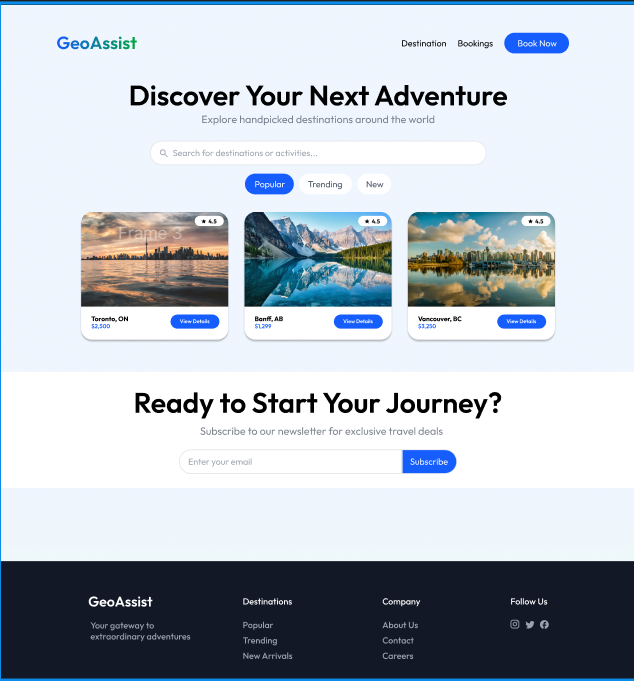 GeoAssist
Destination
Bookings
Book Now
Discover Your Next Adventure
Explore handpicked destinations around the world
Search for destinations or activities...
Popular
Trending
New
Frame 3
★ 4.5
★ 4.5
★ 4.5
Toronto, ON
$2,500
View Details
Banff, AB
$1,299
View Details
Vancouver, BC
$3,250
View Details
Ready to Start Your Journey?
Subscribe to our newsletter for exclusive travel deals
Enter your email
Subscribe
GeoAssist
Your gateway to
extraordinary adventures
Destinations
Popular
Trending
New Arrivals
Company
About Us
Contact
Careers
Follow Us